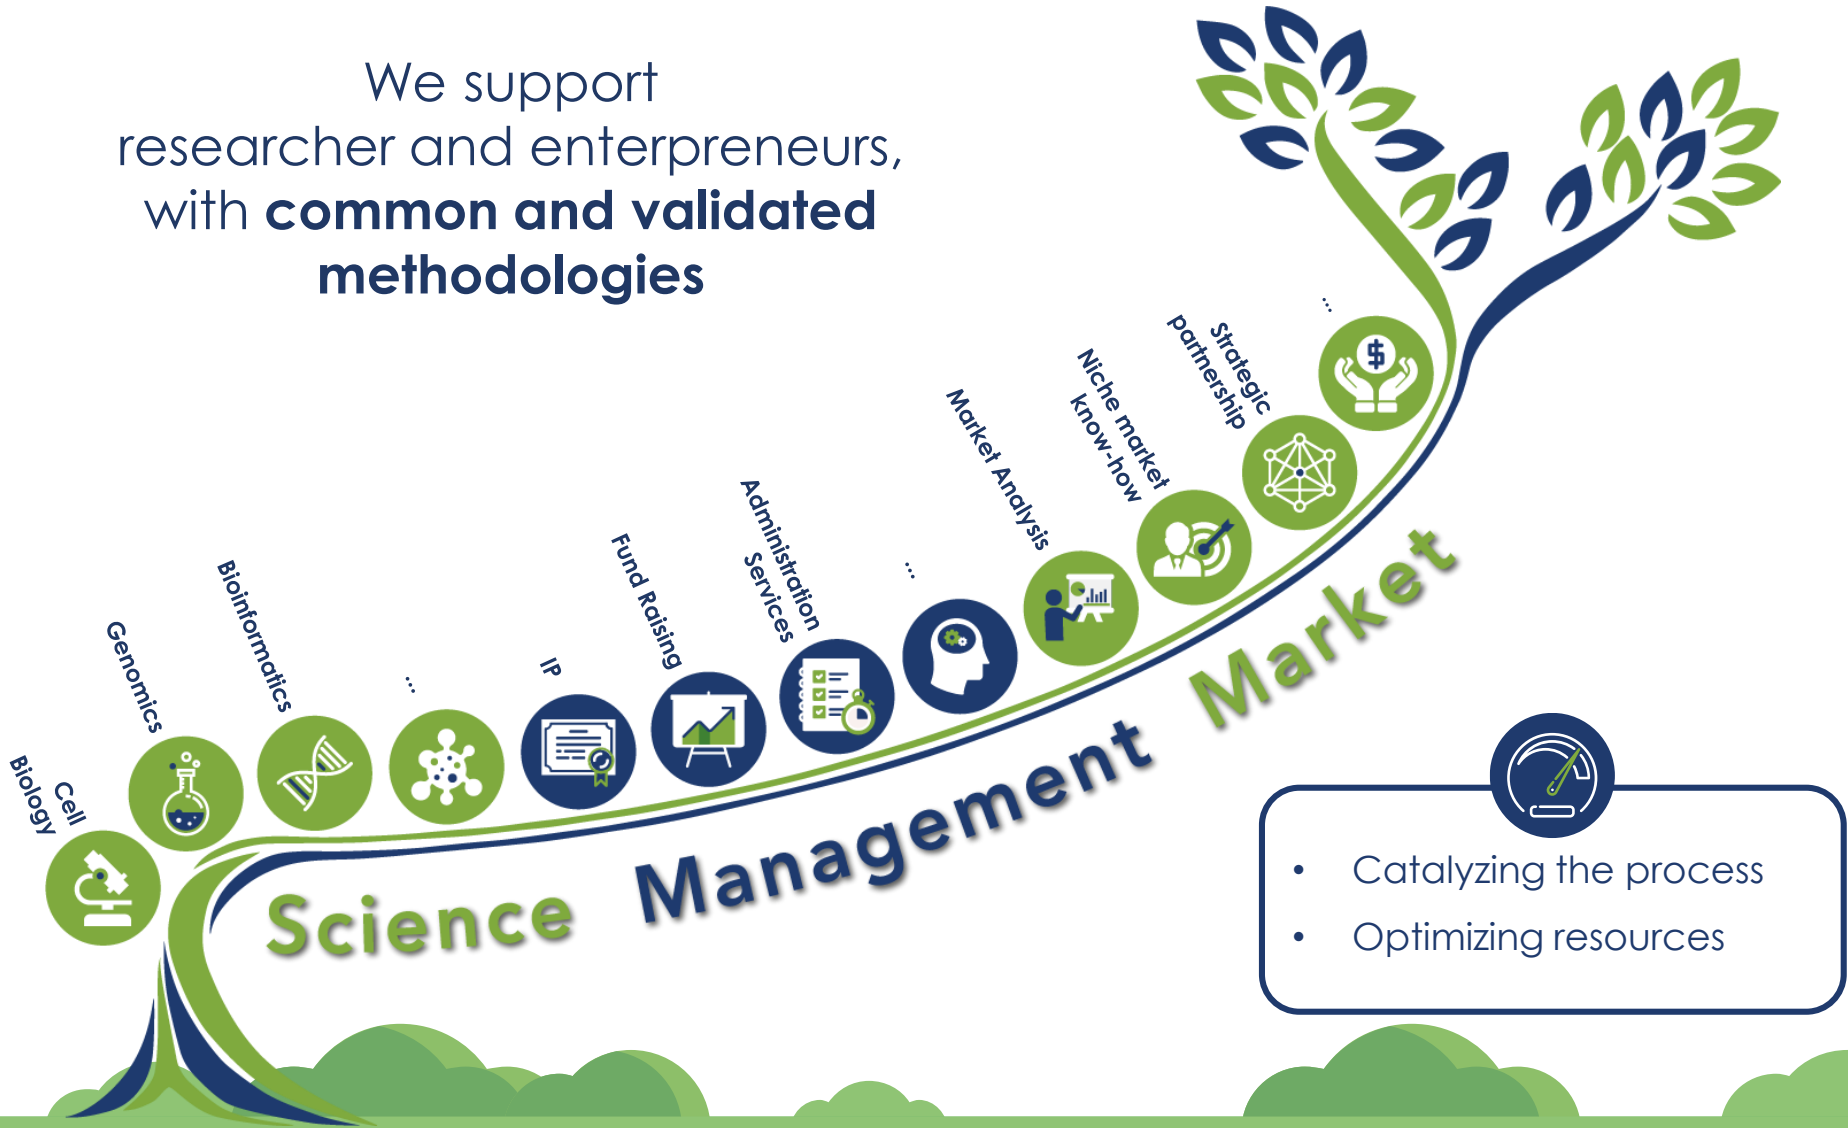 We support
researcher and enterpreneurs,
with common and validated
methodologies
Cell
Biology
Genomics
Bioinformatics
...
IP
Fund Raising
Administration
Services
...
Market Analysis
Niche market
know-how
Strategic
partnership
...
$
Science Management Market
• Catalyzing the process
• Optimizing resources